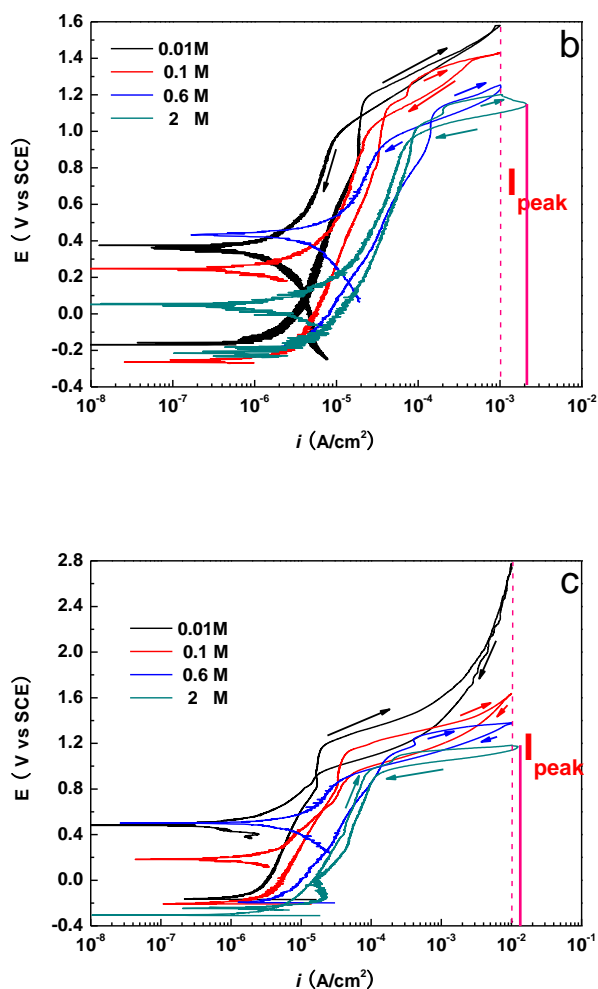 b
1.6
1.4
1.2
1.0
0.8
0.6
0.4
0.2
0.0
-0.2
-0.4
E (V vs SCE)
0.01 M
0.1 M
0.6 M
2 M
Ipeak
10-8 10-7 10-6 10-5 10-4 10-3 10-2
i (A/cm2)
c
2.8
2.4
2.0
1.6
1.2
0.8
0.4
0.0
-0.4
E (V vs SCE)
0.01M
0.1 M
0.6 M
2 M
Ipeak
10-8 10-7 10-6 10-5 10-4 10-3 10-2 10-1
i (A/cm2)